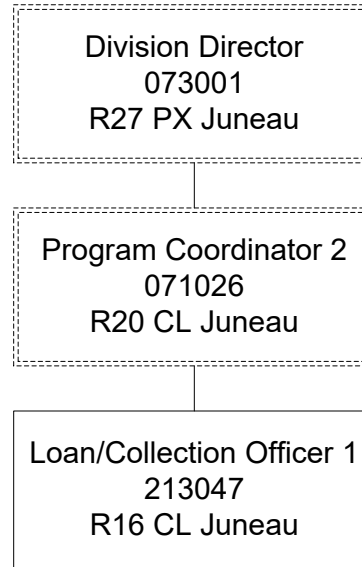 Division Director
073001
R27 PX Juneau
Program Coordinator 2
071026
R20 CL Juneau
Loan/Collection Officer 1
213047
R16 CL Juneau